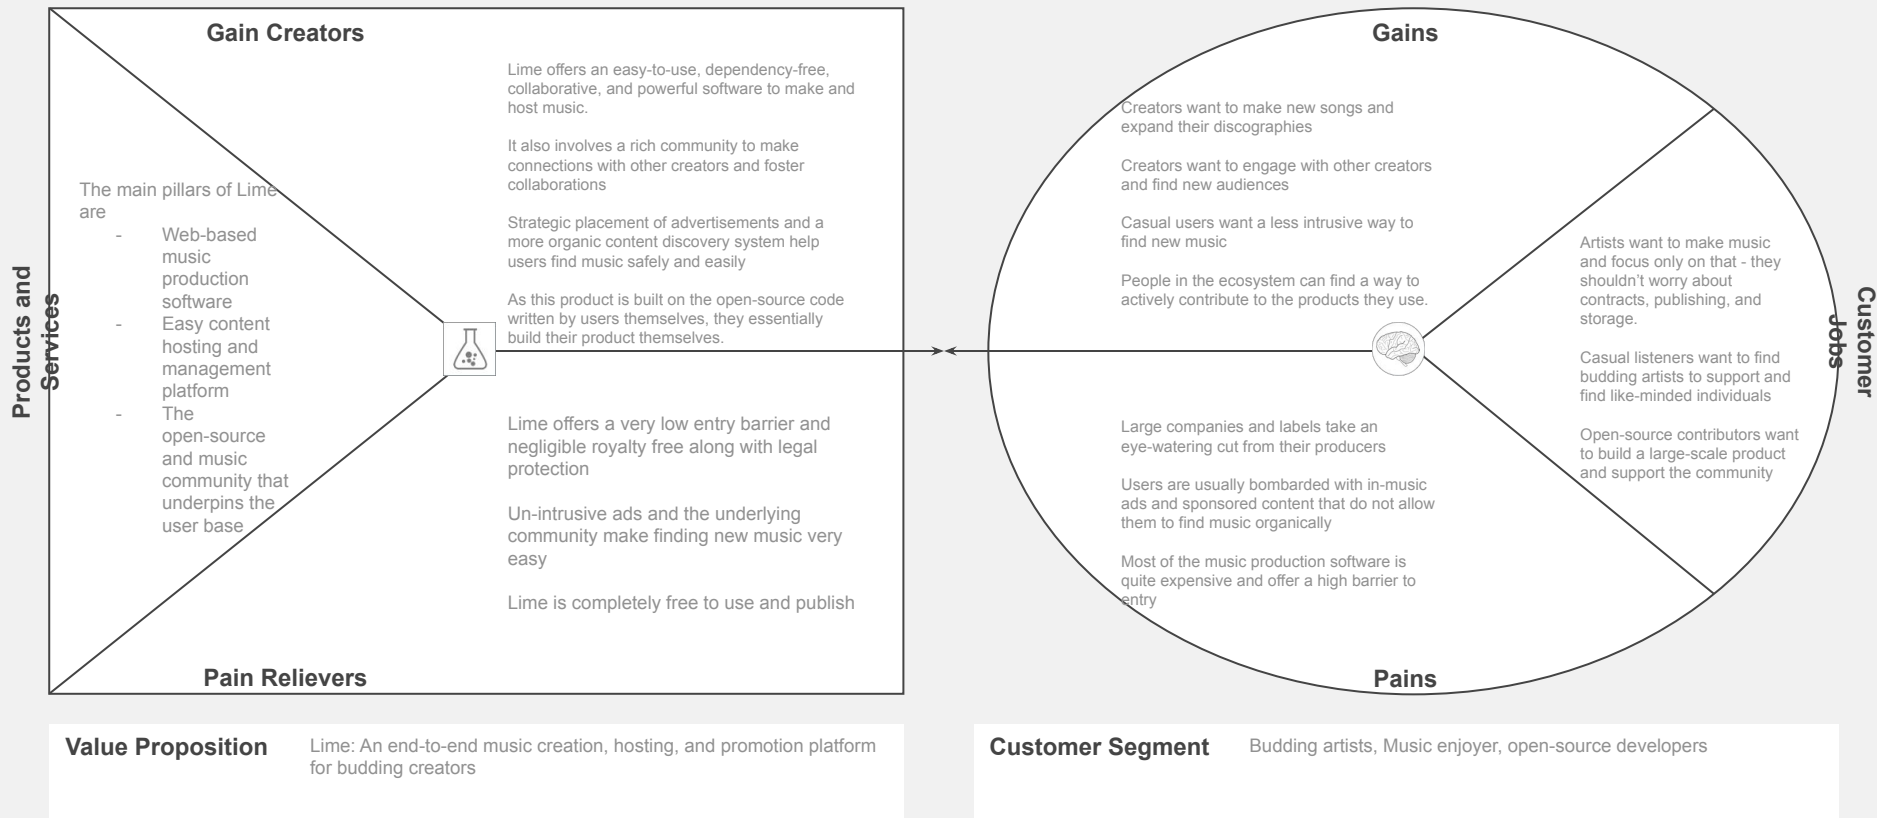 Gain Creators
Lime offers an easy-to-use, dependency-free,
collaborative, and powerful software to make and
host music.
It also involves a rich community to make
connections with other creators and foster
collaborations
Strategic placement of advertisements and a
more organic content discovery system help
users find music safely and easily
As this product is built on the open-source code
written by users themselves, they essentially
build their product themselves.
Products and
Services
The main pillars of Lime
are
- Web-based
music
production
software
- Easy content
hosting and
management
platform
- The
open-source
and music
community that
underpins the
user base
Lime offers a very low entry barrier and
negligible royalty free along with legal
protection
Un-intrusive ads and the underlying
community make finding new music very
easy
Lime is completely free to use and publish
Pain Relievers
Gains
Creators want to make new songs and
expand their discographies
Creators want to engage with other creators
and find new audiences
Casual users want a less intrusive way to
find new music
People in the ecosystem can find a way to
actively contribute to the products they use.
Artists want to make music
and focus only on that - they
shouldn't worry about
contracts, publishing, and
storage.
Casual listeners want to find
budding artists to support and
find like-minded individuals
Open-source contributors want
to build a large-scale product
and support the community
Customer
Jobs
Large companies and labels take an
eye-watering cut from their producers
Users are usually bombarded with in-music
ads and sponsored content that do not allow
them to find music organically
Most of the music production software is
quite expensive and offer a high barrier to
entry
Pains
Value Proposition
Lime: An end-to-end music creation, hosting, and promotion platform
for budding creators
Customer Segment
Budding artists, Music enjoyer, open-source developers